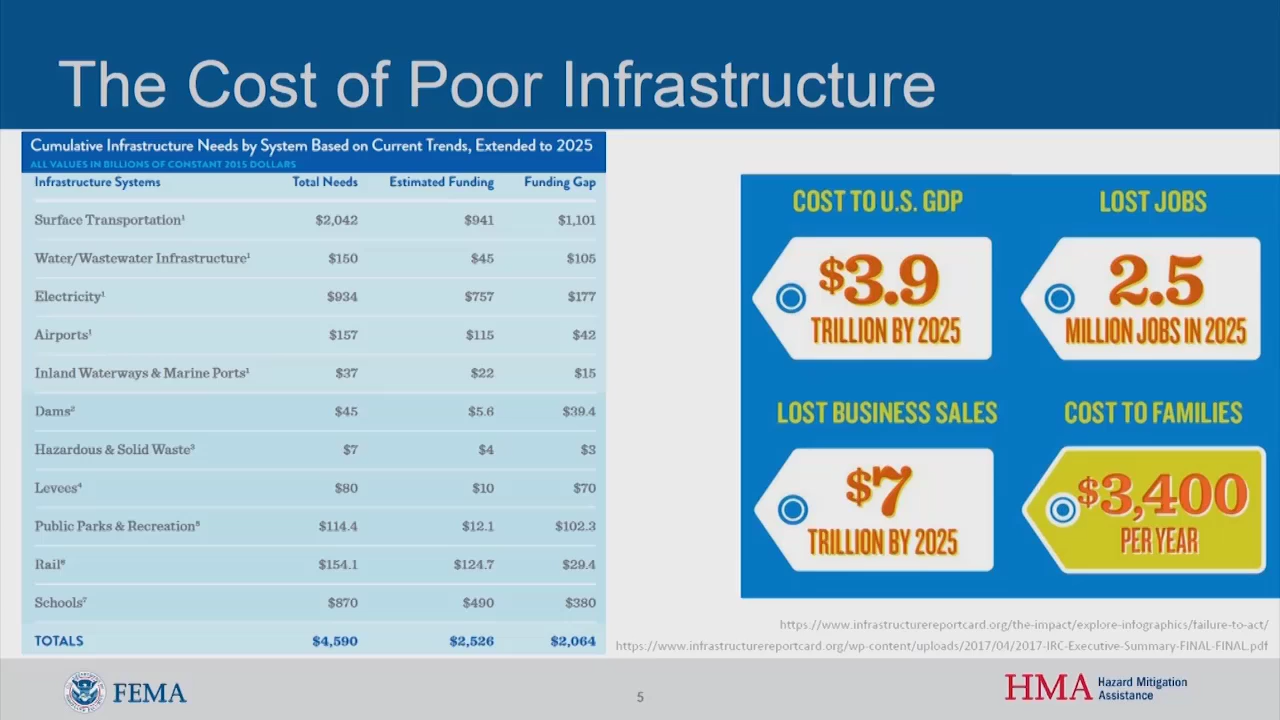 The Cost of Poor Infrastructure
Cumulative Infrastructure Needs by System Based on Current Trends, Extended to 2025
ALL VALUES IN BILLIONS OF CONSTANT 2015 DOLLARS
Infrastructure Systems Total Needs Estimated Funding Funding Gap
Surface Transportation¹ $2,042 $941 $1,101
Water/Wastewater Infrastructure¹ $150 $45 $105
Electricity¹ $934 $757 $177
Airports¹ $157 $115 $42
Inland Waterways & Marine Ports¹ $37 $22 $15
Dams² $45 $5.6 $39.4
Hazardous & Solid Waste³ $7 $4 $3
Levees⁴ $80 $10 $70
Public Parks & Recreation⁵ $114.4 $12.1 $102.3
Rail⁶ $154.1 $124.7 $29.4
Schools⁷ $870 $490 $380
TOTALS $4,590 $2,526 $2,064
COST TO U.S. GDP
$3.9
TRILLION BY 2025
LOST JOBS
2.5
MILLION JOBS IN 2025
LOST BUSINESS SALES
$7
TRILLION BY 2025
COST TO FAMILIES
$3,400
PER YEAR
https://www.infrastructurereportcard.org/the-impact/explore-infographics/failure-to-act/
https://www.infrastructurereportcard.org/wp-content/uploads/2017/04/2017-IRC-Executive-Summary-FINAL-FINAL.pdf
FEMA
5
HMA Hazard Mitigation
Assistance